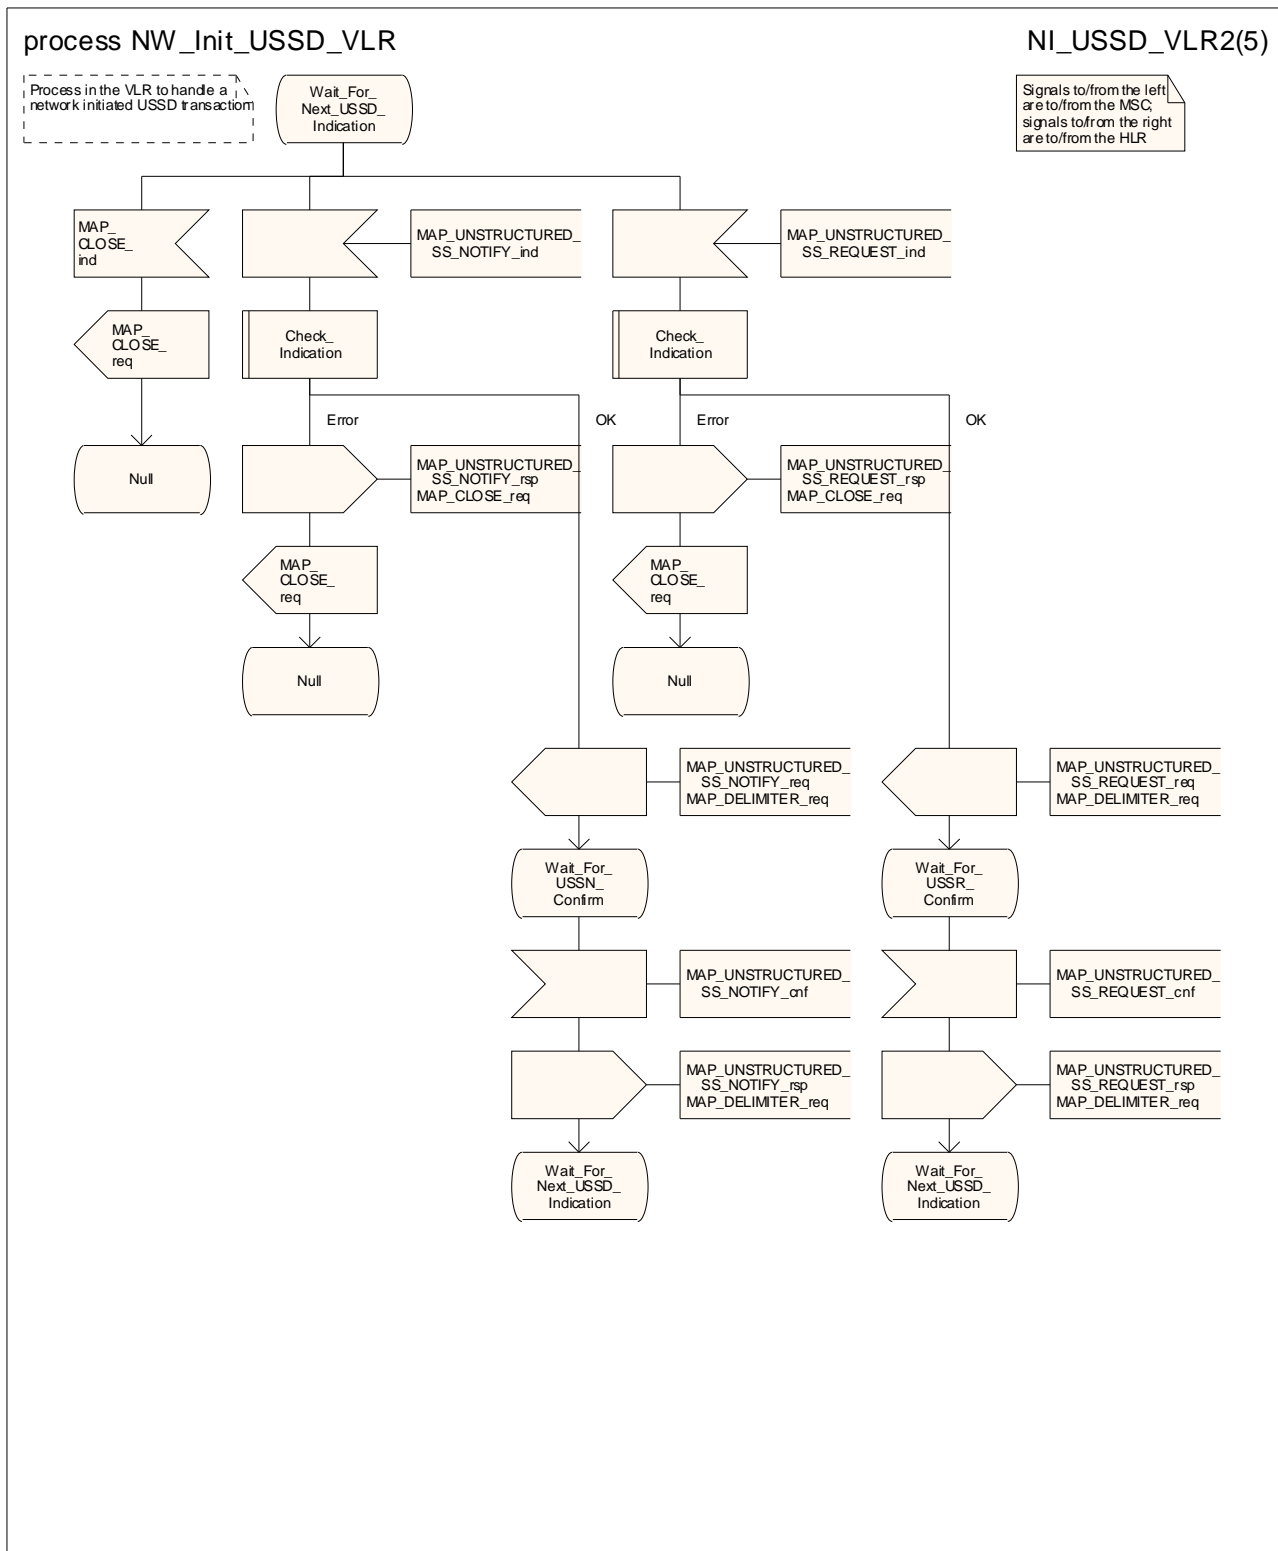 process NW_Init_USSD_VLR
NI_USSD_VLR2(5)
Process in the VLR to handle a
network initiated USSD transaction
Wait_For_
Next_USSD_
Indication
Signals to/from the left
are to/from the MSC;
signals to/from the right
are to/from the HLR
MAP_
CLOSE_
ind
MAP_UNSTRUCTURED_
SS_NOTIFY_ind
MAP_UNSTRUCTURED_
SS_REQUEST_ind
MAP_
CLOSE_
req
Check_
Indication
Check_
Indication
Error
OK
Error
OK
Null
MAP_UNSTRUCTURED_
SS_NOTIFY_rsp
MAP_CLOSE_req
MAP_UNSTRUCTURED_
SS_REQUEST_rsp
MAP_CLOSE_req
MAP_
CLOSE_
req
MAP_
CLOSE_
req
Null
Null
MAP_UNSTRUCTURED_
SS_NOTIFY_req
MAP_DELIMITER_req
MAP_UNSTRUCTURED_
SS_REQUEST_req
MAP_DELIMITER_req
Wait_For_
USSN_
Confirm
Wait_For_
USSR_
Confirm
MAP_UNSTRUCTURED_
SS_NOTIFY_cnf
MAP_UNSTRUCTURED_
SS_REQUEST_cnf
MAP_UNSTRUCTURED_
SS_NOTIFY_rsp
MAP_DELIMITER_req
MAP_UNSTRUCTURED_
SS_REQUEST_rsp
MAP_DELIMITER_req
Wait_For_
Next_USSD_
Indication
Wait_For_
Next_USSD_
Indication